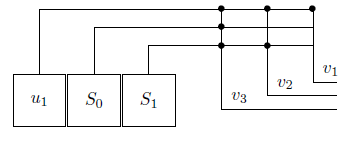 v₁
v₂
u₁ S₀ S₁ v₃